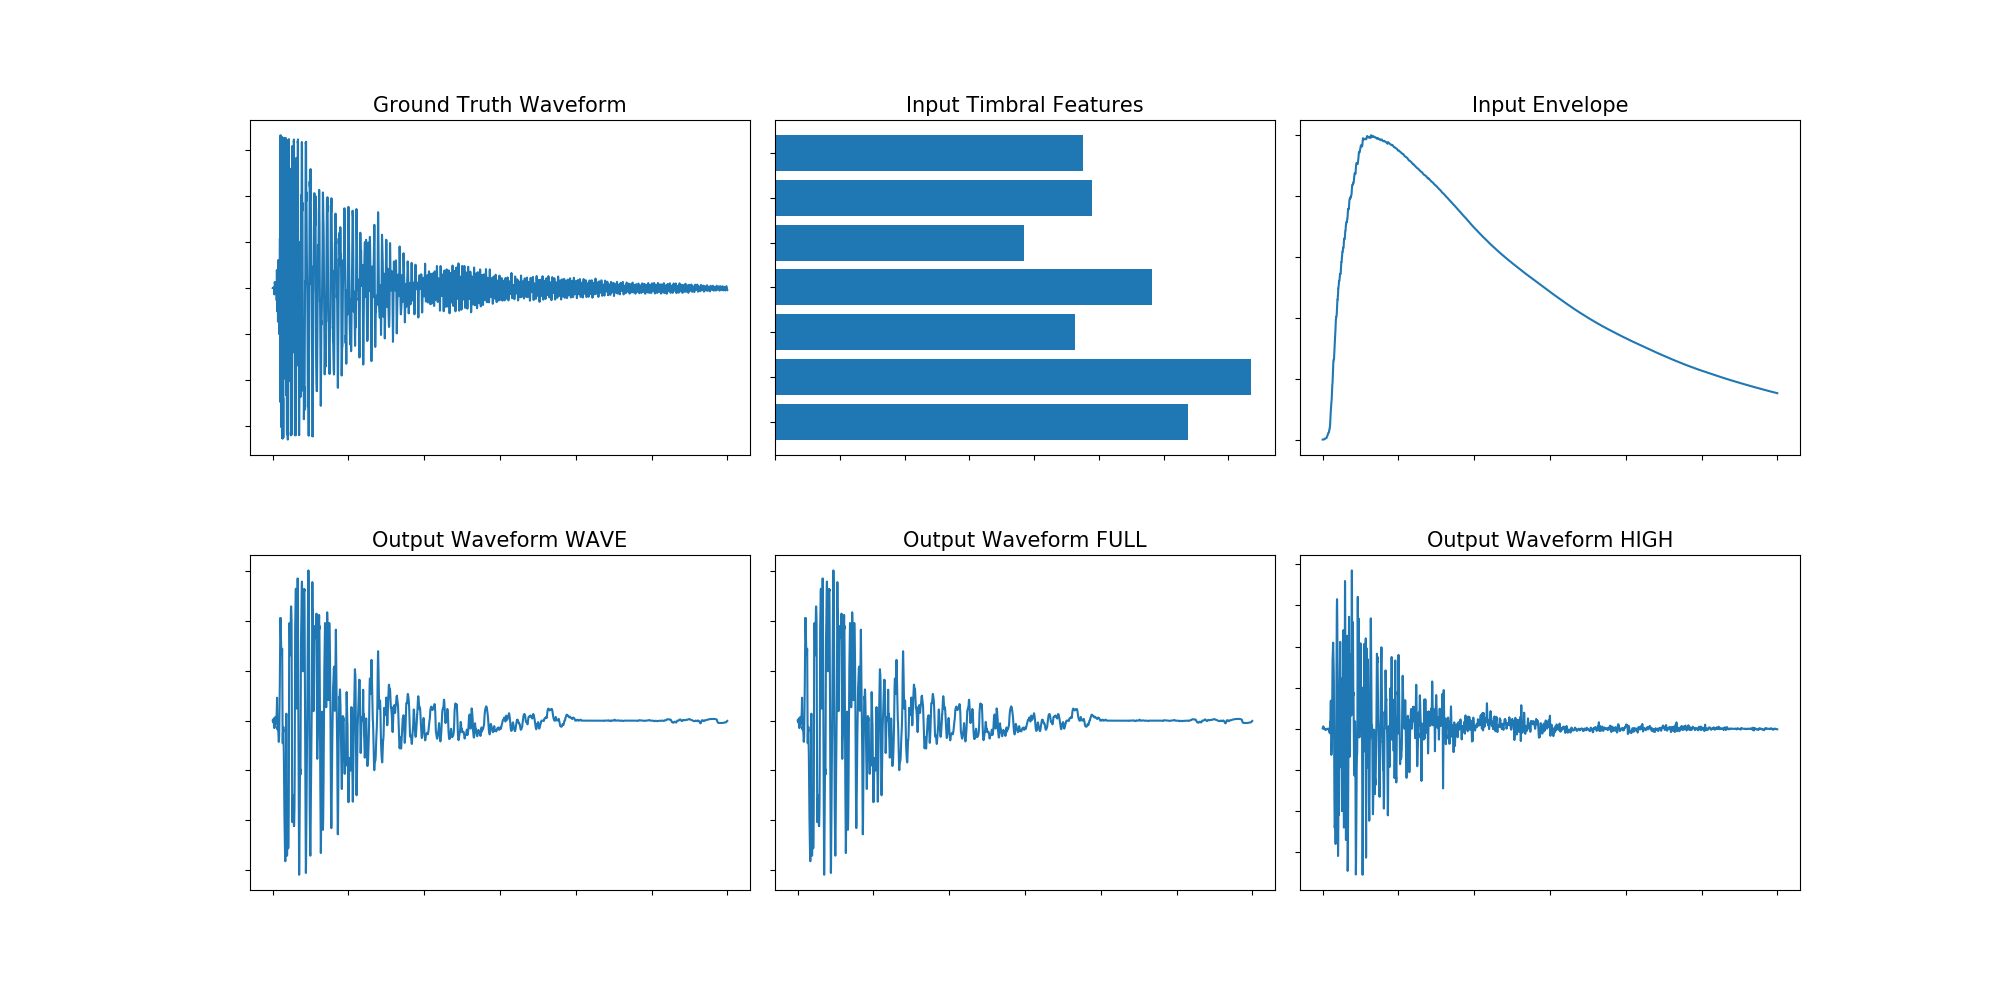 Ground Truth Waveform
Input Timbral Features
Input Envelope
Output Waveform WAVE
Output Waveform FULL
Output Waveform HIGH